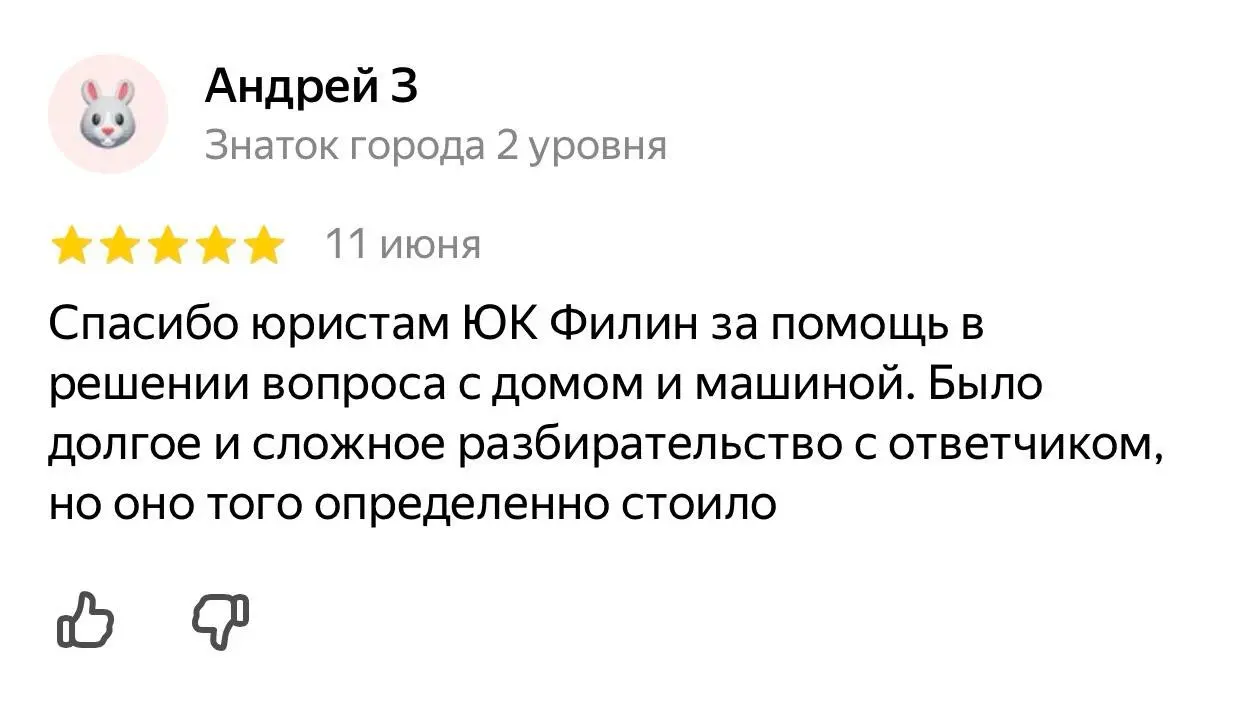 Андрей З
Знаток города 2 уровня
11 июня
Спасибо юристам ЮК Филин за помощь в
решении вопроса с домом и машиной. Было
долгое и сложное разбирательство с ответчиком,
но оно того определенно стоило